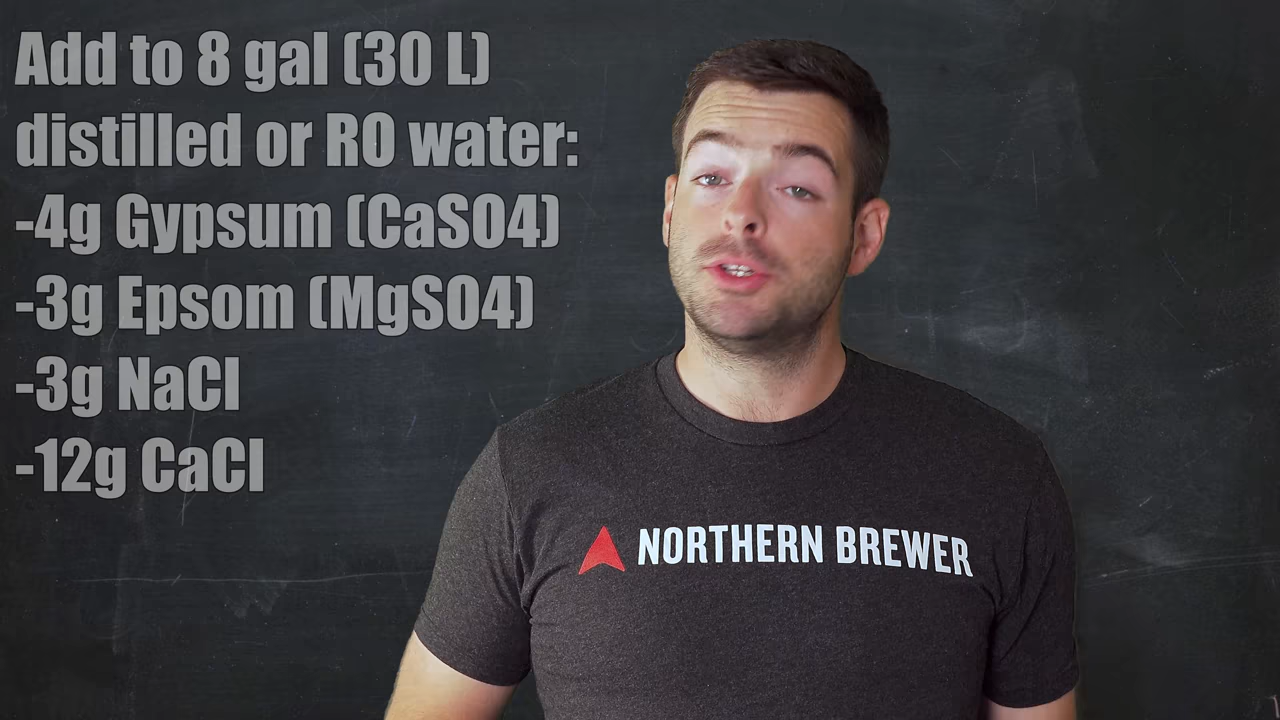 Add to 8 gal (30 L)
distilled or RO water:
-4g Gypsum (CaSO4)
-3g Epsom (MgSO4)
-3g NaCl
-12g CaCl
NORTHERN BREWER